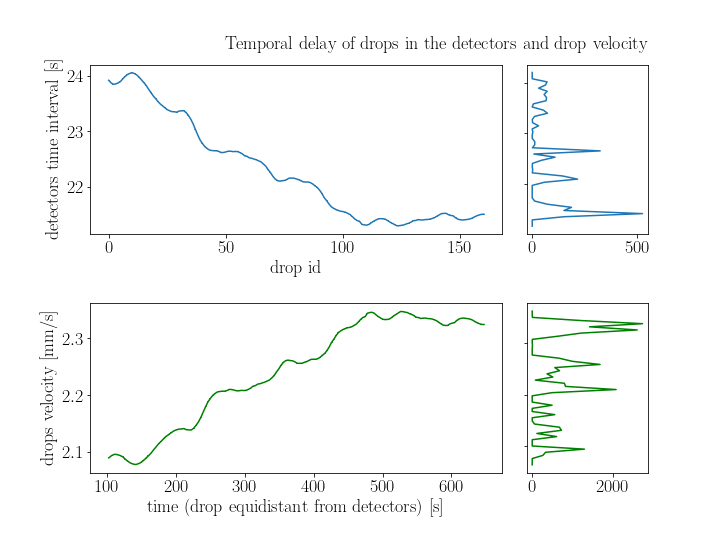 Temporal delay of drops in the detectors and drop velocity
detectors time interval [s]
24
23
22
0 50 100 150
drop id
0 500
drops velocity [mm/s]
2.3
2.2
2.1
100 200 300 400 500 600
time (drop equidistant from detectors) [s]
0 2000